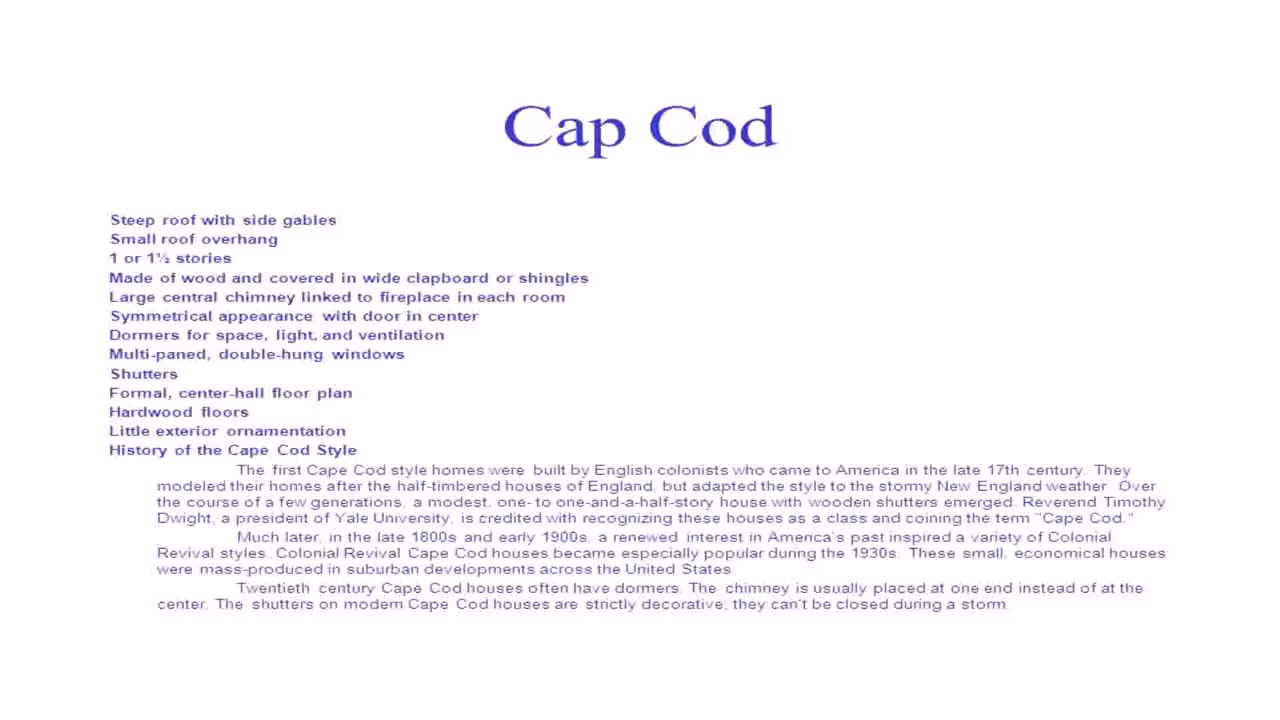 Cap Cod
Steep roof with side gables
Small roof overhang
1 or 1½ stories
Made of wood and covered in wide clapboard or shingles
Large central chimney linked to fireplace in each room
Symmetrical appearance with door in center
Dormers for space, light, and ventilation
Multi-paned, double-hung windows
Shutters
Formal, center-hall floor plan
Hardwood floors
Little exterior ornamentation
History of the Cape Cod Style
The first Cape Cod style homes were built by English colonists who came to America in the late 17th century. They
modeled their homes after the half-timbered houses of England, but adapted the style to the stormy New England weather. Over
the course of a few generations, a modest, one- to one-and-a-half-story house with wooden shutters emerged. Reverend Timothy
Dwight, a president of Yale University, is credited with recognizing these houses as a class and coining the term "Cape Cod."
Much later, in the late 1800s and early 1900s, a renewed interest in America's past inspired a variety of Colonial
Revival styles. Colonial Revival Cape Cod houses became especially popular during the 1930s. These small, economical houses
were mass-produced in suburban developments across the United States.
Twentieth century Cape Cod houses often have dormers. The chimney is usually placed at one end instead of at the
center. The shutters on modern Cape Cod houses are strictly decorative; they can't be closed during a storm.